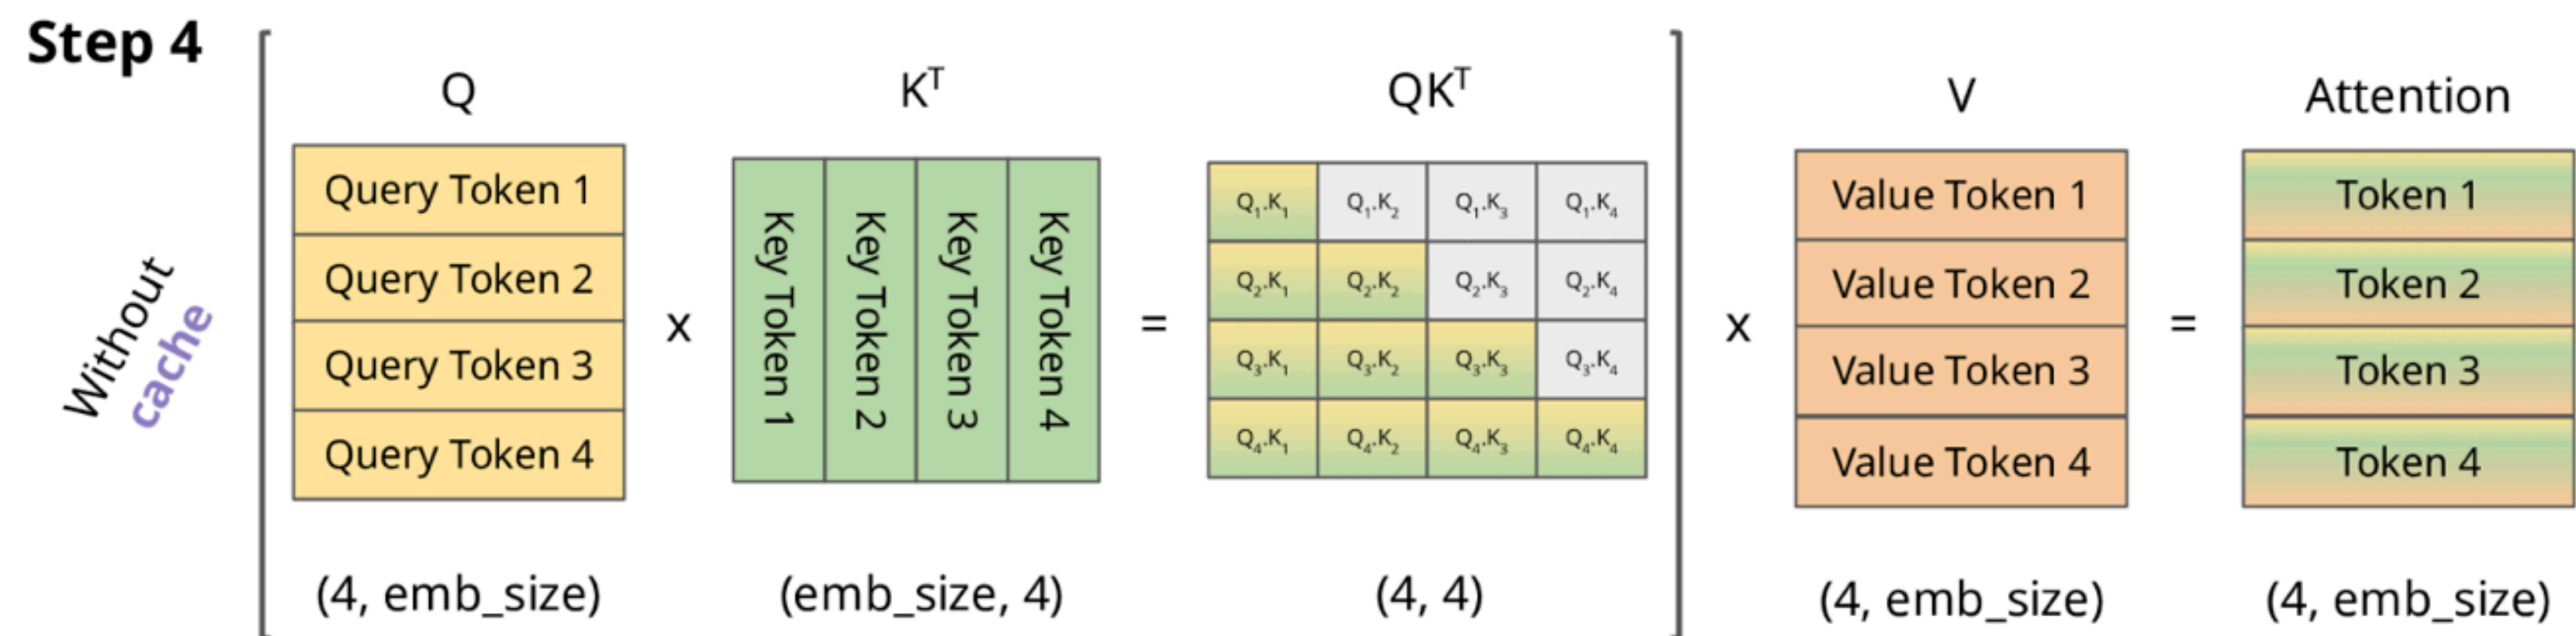 Step 4
Without
cache
Q
Kᵀ
QKᵀ
V
Attention
Query Token 1
Query Token 2
Query Token 3
Query Token 4
x
Key Token 1
Key Token 2
Key Token 3
Key Token 4
=
Q₁.K₁ Q₁.K₂ Q₁.K₃ Q₁.K₄
Q₂.K₁ Q₂.K₂ Q₂.K₃ Q₂.K₄
Q₃.K₁ Q₃.K₂ Q₃.K₃ Q₃.K₄
Q₄.K₁ Q₄.K₂ Q₄.K₃ Q₄.K₄
x
Value Token 1
Value Token 2
Value Token 3
Value Token 4
=
Token 1
Token 2
Token 3
Token 4
(4, emb_size)
(emb_size, 4)
(4, 4)
(4, emb_size)
(4, emb_size)